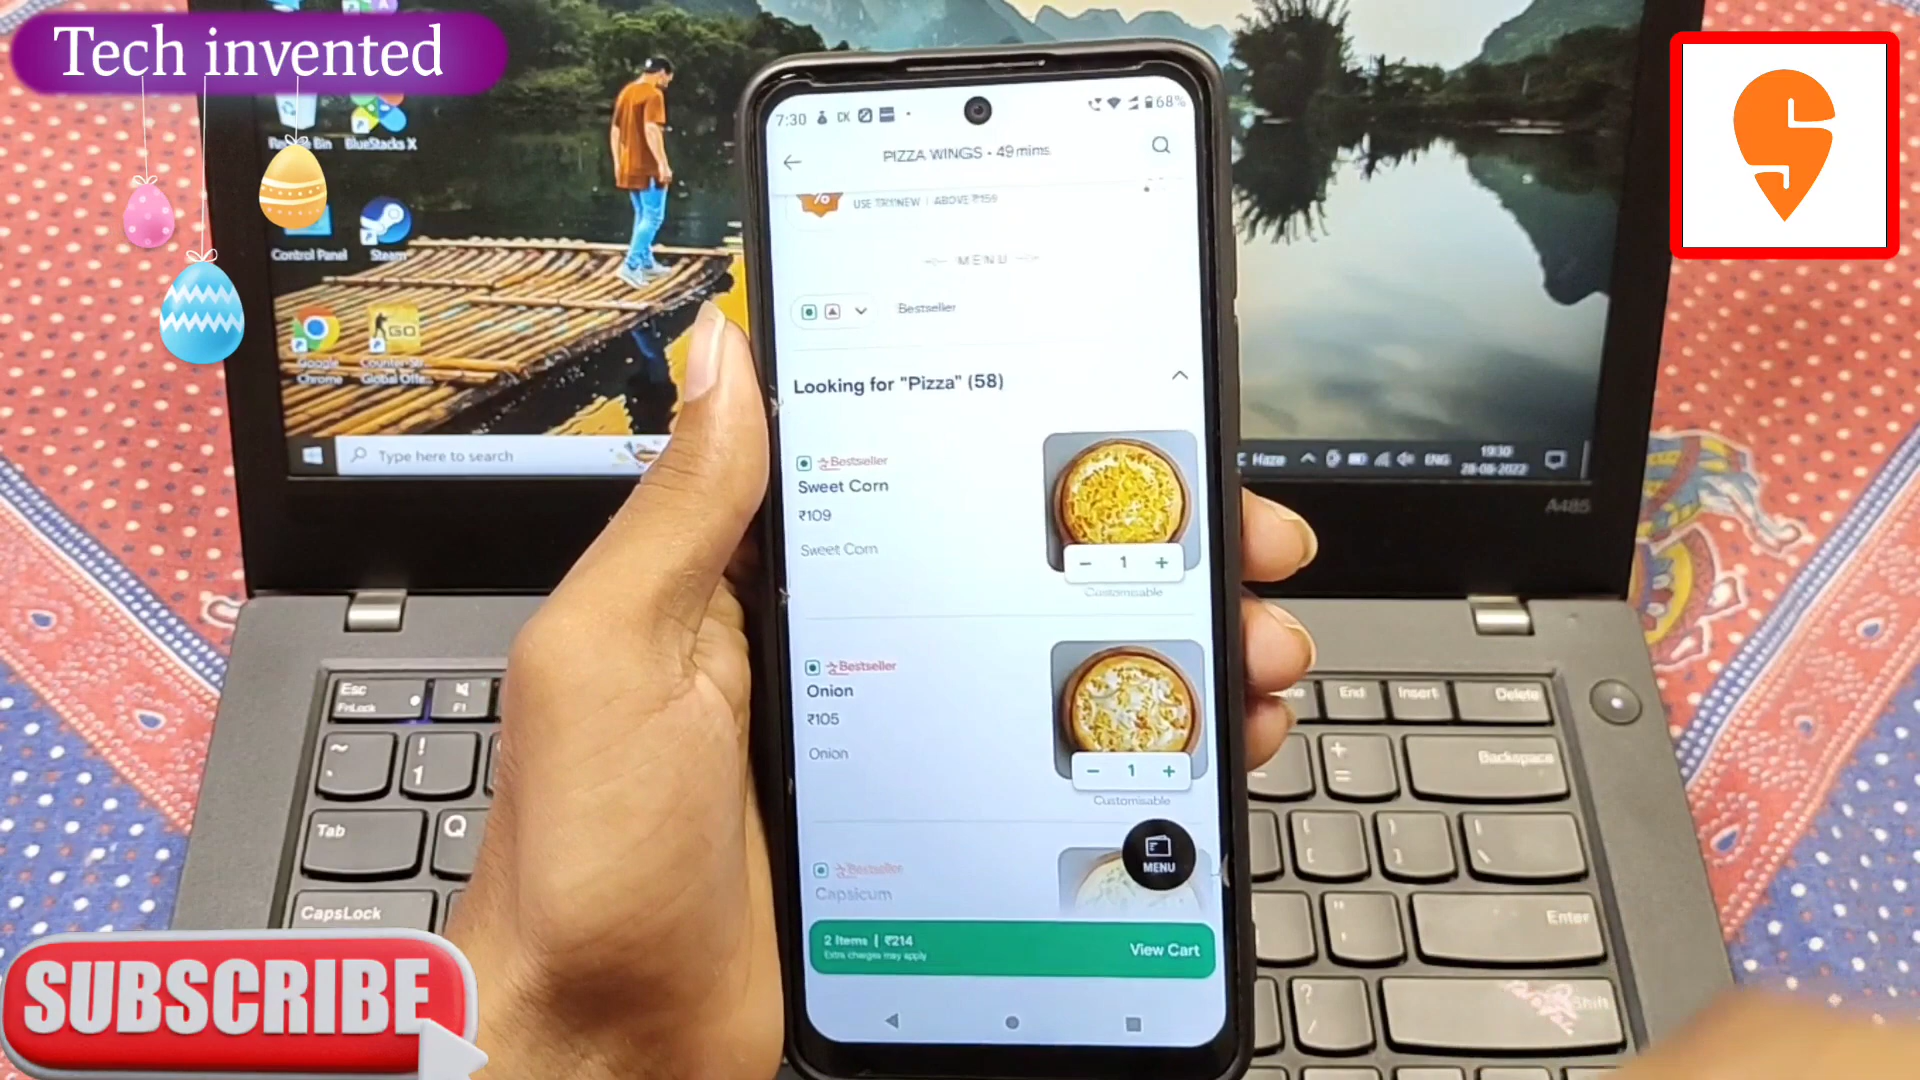 Tech invented
Recycle Bin
BlueStacks X
Control Panel
Steam
Google Chrome
Counter-Str...
Global Offe...
GO
Type here to search
Haze
ENG
19:30
28-08-2022
A485
7:30
68%
PIZZA WINGS - 49 mins
USE TRYNEW | ABOVE ₹159
MENU
Bestseller
Looking for "Pizza" (58)
Bestseller
Sweet Corn
₹109
Sweet Corn
- 1 +
Customisable
Bestseller
Onion
₹105
Onion
- 1 +
Customisable
Bestseller
Capsicum
MENU
2 Items | ₹214
Extra charges may apply
View Cart
Esc
FnLock
F1
~
!
1
Tab
Q
CapsLock
End
Insert
Delete
+
=
Backspace
{
[
}
]
|
\
"
'
Enter
?
/
Shift
SUBSCRIBE